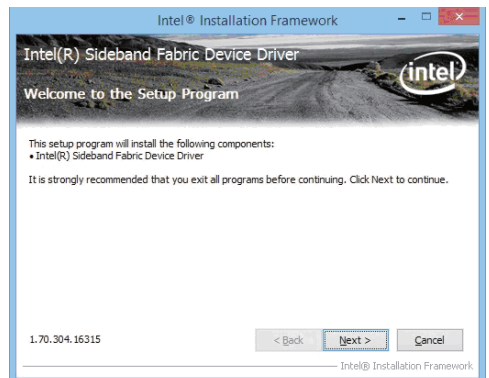 Intel® Installation Framework
Intel(R) Sideband Fabric Device Driver
intel
Welcome to the Setup Program
This setup program will install the following components:
• Intel(R) Sideband Fabric Device Driver
It is strongly recommended that you exit all programs before continuing. Click Next to continue.
1.70.304.16315
< Back
Next >
Cancel
Intel® Installation Framework